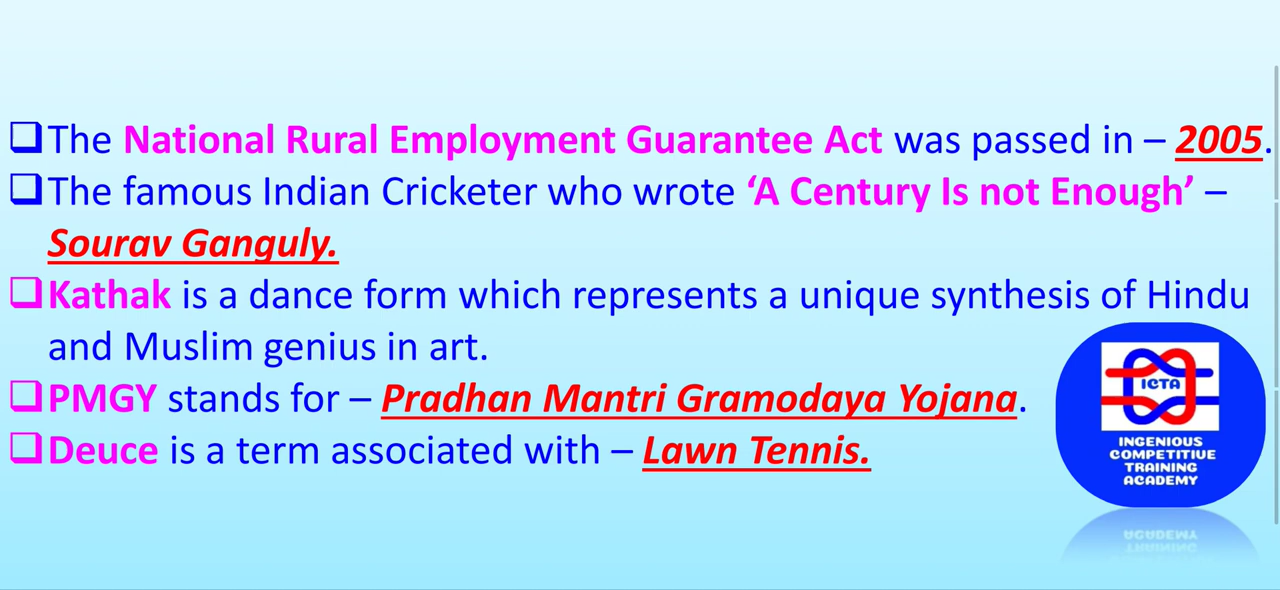 ❑The National Rural Employment Guarantee Act was passed in – 2005.
❑The famous Indian Cricketer who wrote ‘A Century Is not Enough’ –
Sourav Ganguly.
❑Kathak is a dance form which represents a unique synthesis of Hindu
and Muslim genius in art.
❑PMGY stands for – Pradhan Mantri Gramodaya Yojana.
❑Deuce is a term associated with – Lawn Tennis.
ICTA
INGENIOUS
COMPETITIVE
TRAINING
ACADEMY